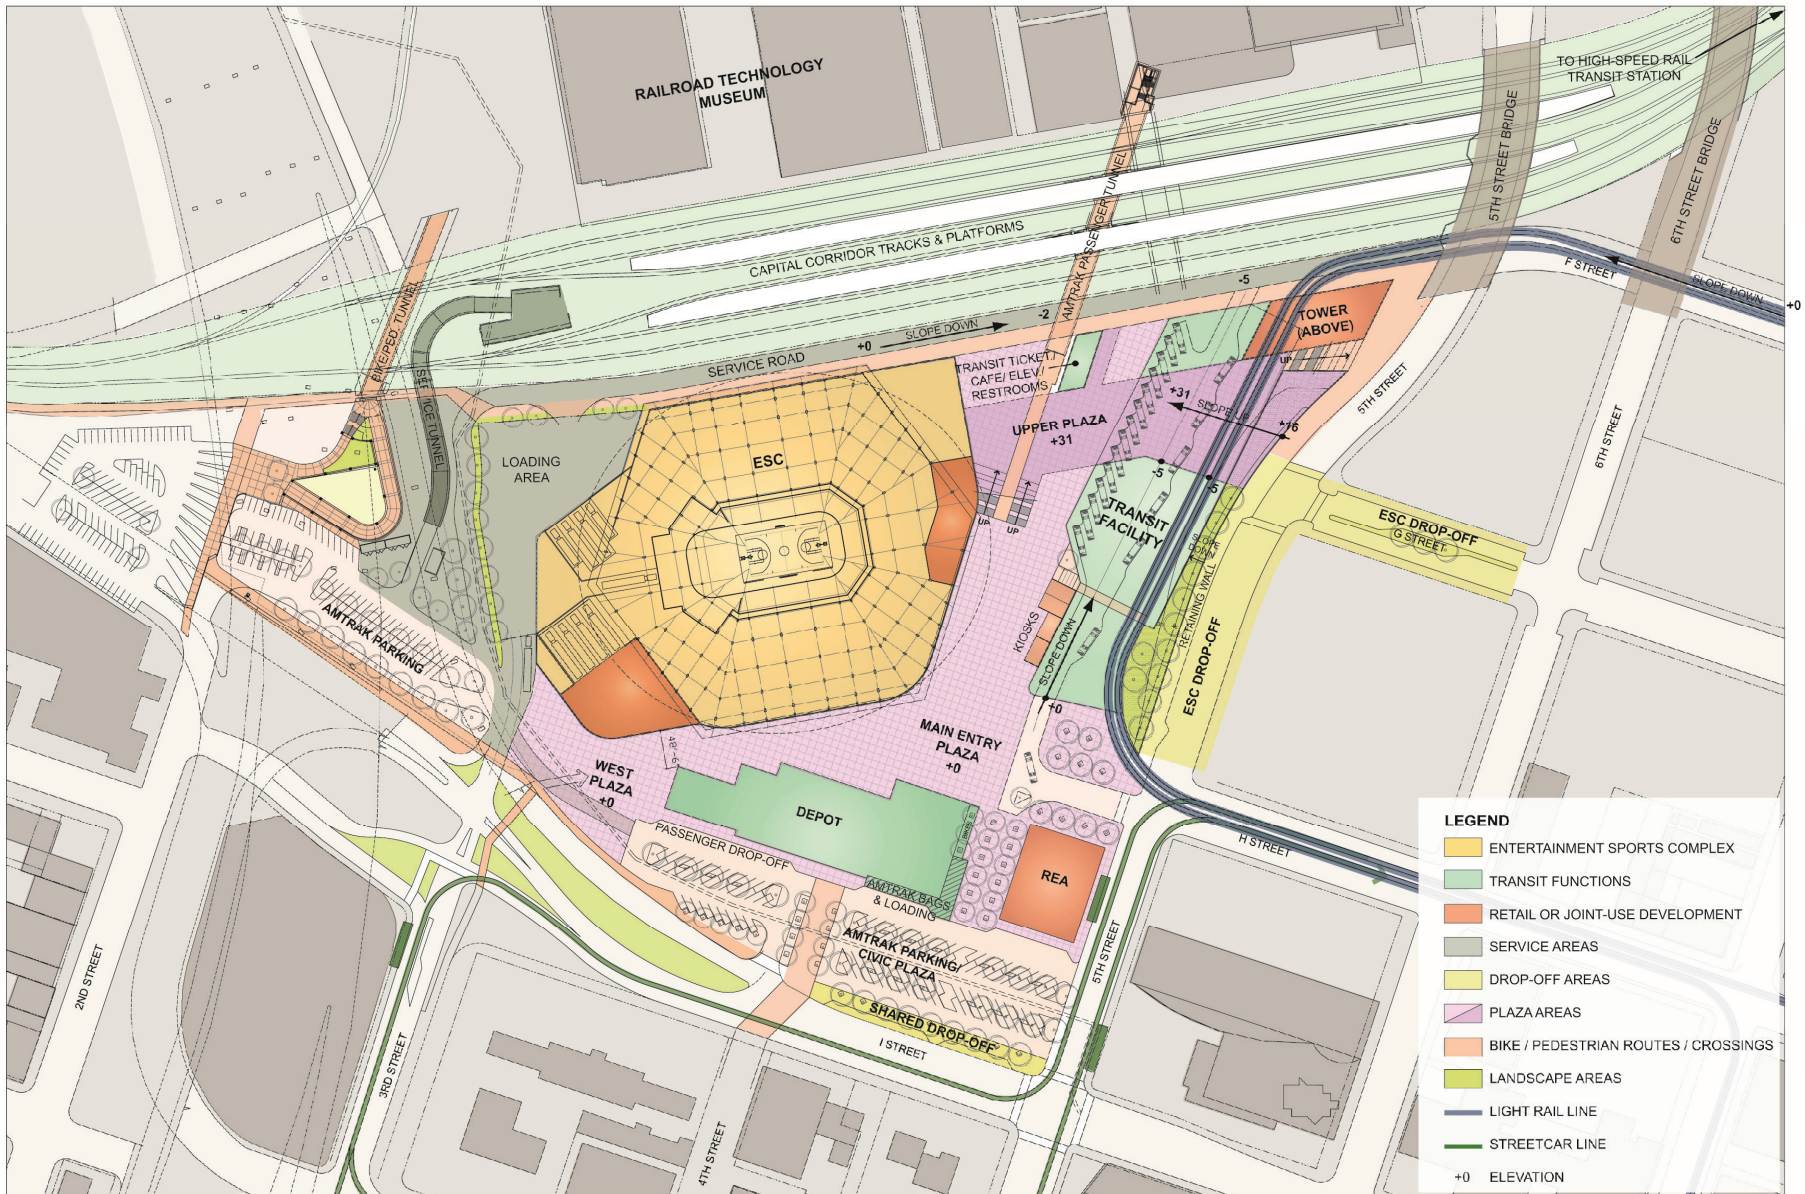 RAILROAD TECHNOLOGY
MUSEUM
TO HIGH-SPEED RAIL
TRANSIT STATION
5TH STREET BRIDGE
6TH STREET BRIDGE
AMTRAK PASSENGER TUNNEL
CAPITAL CORRIDOR TRACKS & PLATFORMS
F STREET
SLOPE DOWN
+0
BIKE/PED. TUNNEL
SERVICE TUNNEL
SERVICE ROAD
+0
SLOPE DOWN
-2
-5
TOWER
(ABOVE)
UP
TRANSIT TICKET/
CAFE/ ELEV./
RESTROOMS
+31
SLOPE UP
+16
5TH STREET
6TH STREET
UPPER PLAZA
+31
LOADING
AREA
ESC
-5
-5
UP
UP
TRANSIT
FACILITY
SLOPE
DOWN
RETAINING WALL
ESC DROP-OFF
G STREET
ESC DROP-OFF
KIOSKS
SLOPE DOWN
+0
AMTRAK PARKING
MAIN ENTRY
PLAZA
+0
WEST
PLAZA
+0
48'-6"
DEPOT
PASSENGER DROP-OFF
AMTRAK BAGS
& LOADING
REA
H STREET
AMTRAK PARKING/
CIVIC PLAZA
SHARED DROP-OFF
I STREET
5TH STREET
2ND STREET
3RD STREET
4TH STREET
LEGEND
ENTERTAINMENT SPORTS COMPLEX
TRANSIT FUNCTIONS
RETAIL OR JOINT-USE DEVELOPMENT
SERVICE AREAS
DROP-OFF AREAS
PLAZA AREAS
BIKE / PEDESTRIAN ROUTES / CROSSINGS
LANDSCAPE AREAS
LIGHT RAIL LINE
STREETCAR LINE
+0 ELEVATION